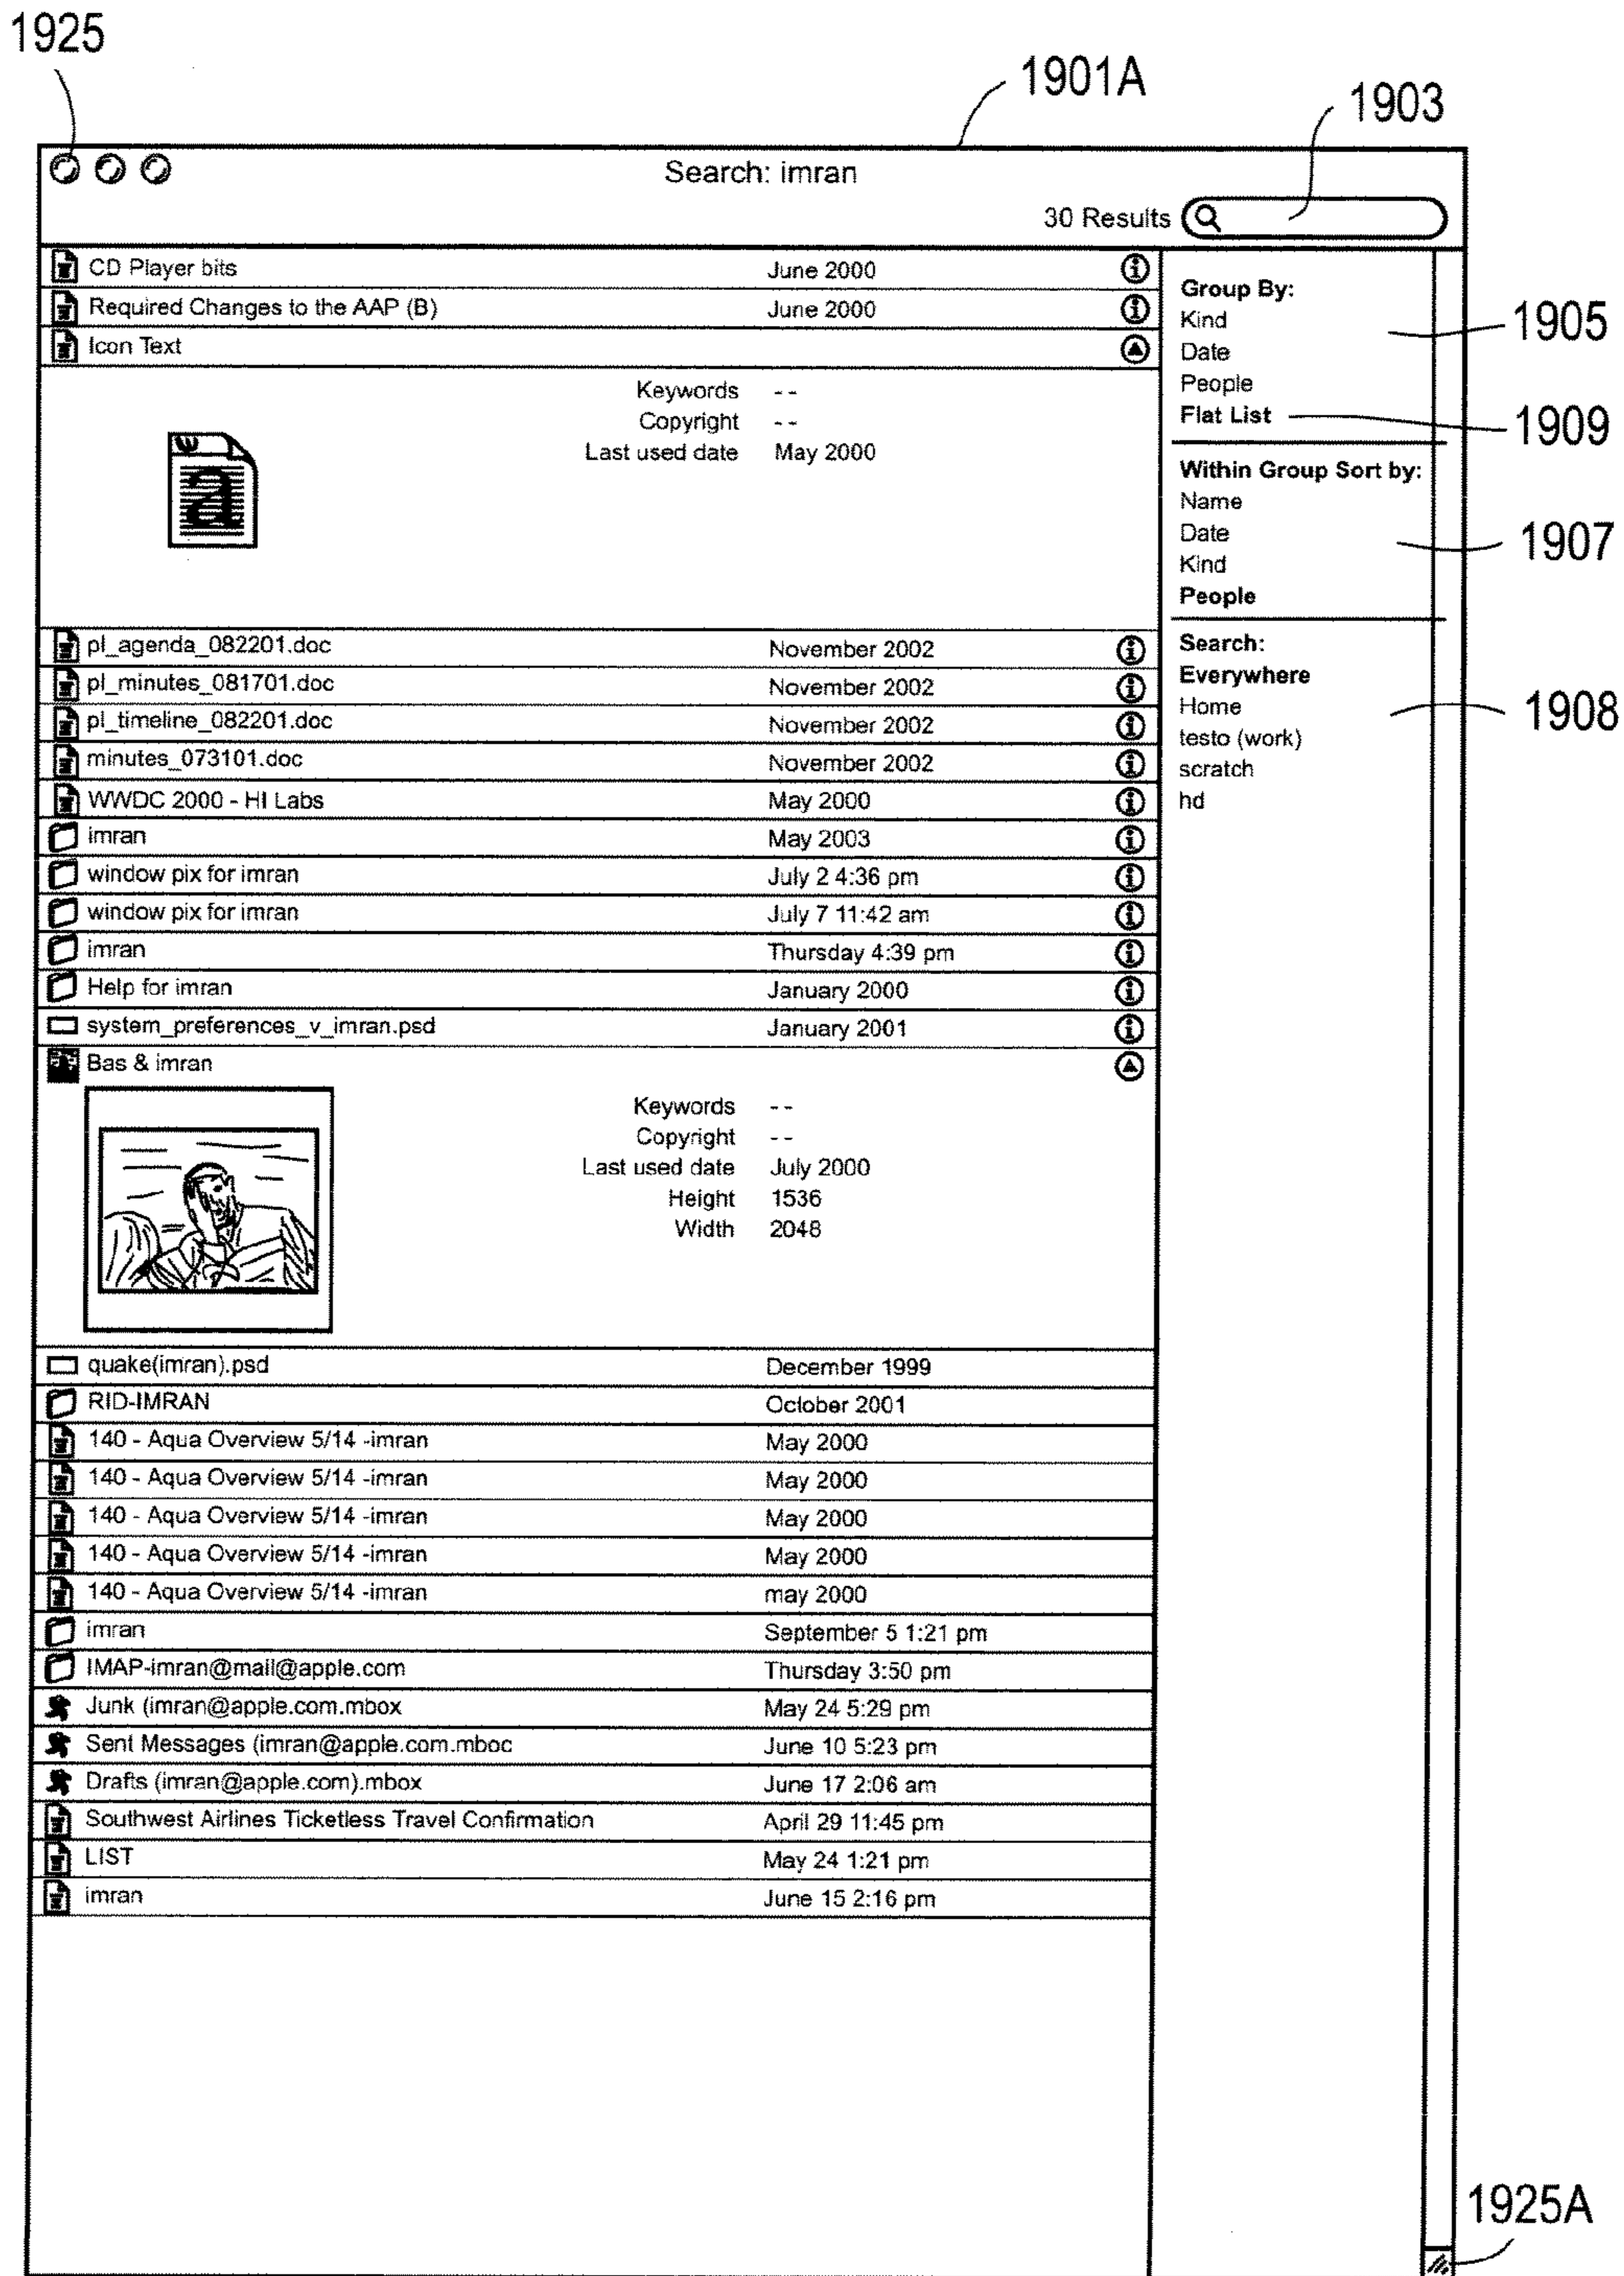 1925
1901A
1903
Search: imran
30 Results
CD Player bits June 2000
Required Changes to the AAP (B) June 2000
Icon Text
Keywords - -
Copyright - -
Last used date May 2000
a
pl_agenda_082201.doc November 2002
pl_minutes_081701.doc November 2002
pl_timeline_082201.doc November 2002
minutes_073101.doc November 2002
WWDC 2000 - HI Labs May 2000
imran May 2003
window pix for imran July 2 4:36 pm
window pix for imran July 7 11:42 am
imran Thursday 4:39 pm
Help for imran January 2000
system_preferences_v_imran.psd January 2001
Bas & imran
Keywords - -
Copyright - -
Last used date July 2000
Height 1536
Width 2048
quake(imran).psd December 1999
RID-IMRAN October 2001
140 - Aqua Overview 5/14 -imran May 2000
140 - Aqua Overview 5/14 -imran May 2000
140 - Aqua Overview 5/14 -imran May 2000
140 - Aqua Overview 5/14 -imran May 2000
140 - Aqua Overview 5/14 -imran may 2000
imran September 5 1:21 pm
IMAP-imran@mail@apple.com Thursday 3:50 pm
Junk (imran@apple.com.mbox May 24 5:29 pm
Sent Messages (imran@apple.com.mboc June 10 5:23 pm
Drafts (imran@apple.com).mbox June 17 2:06 am
Southwest Airlines Ticketless Travel Confirmation April 29 11:45 pm
LIST May 24 1:21 pm
imran June 15 2:16 pm
Group By:
Kind
Date
People
Flat List
1905
1909
Within Group Sort by:
Name
Date
Kind
People
1907
Search:
Everywhere
Home
testo (work)
scratch
hd
1908
1925A